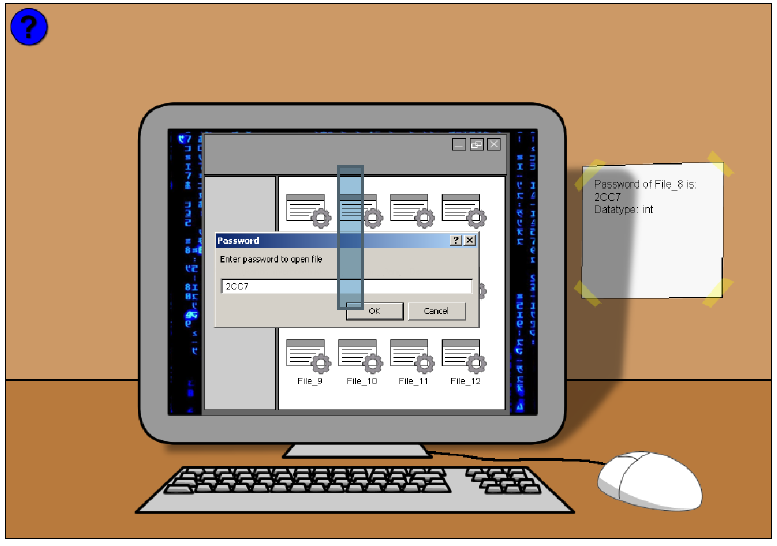 ?
Password of File_8 is:
2CC7
Datatype: int
Password
Enter password to open file
2CC7
OK
Cancel
File_9 File_10 File_11 File_12